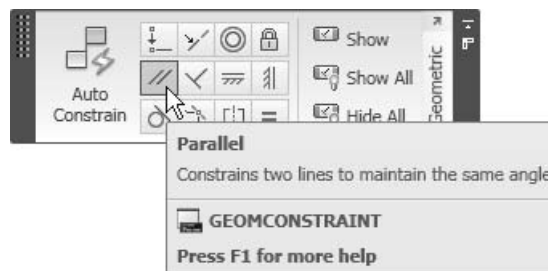 Auto
Constrain
Show
Show All
Hide All
Geometric
Parallel
Constrains two lines to maintain the same angle
GEOMCONSTRAINT
Press F1 for more help